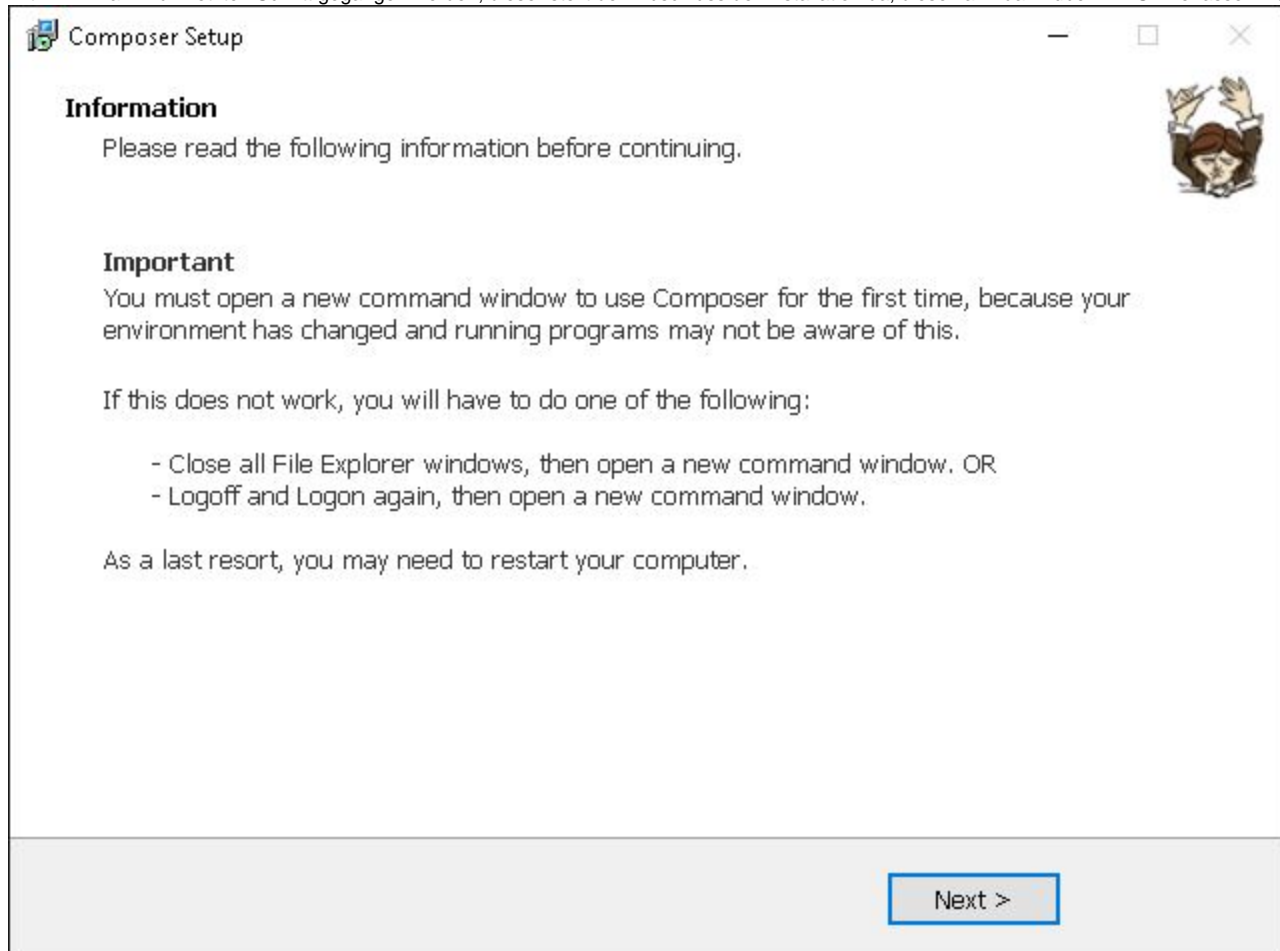 Composer Setup
Information
Please read the following information before continuing.
Important
You must open a new command window to use Composer for the first time, because your
environment has changed and running programs may not be aware of this.
If this does not work, you will have to do one of the following:
- Close all File Explorer windows, then open a new command window. OR
- Logoff and Logon again, then open a new command window.
As a last resort, you may need to restart your computer.
Next >